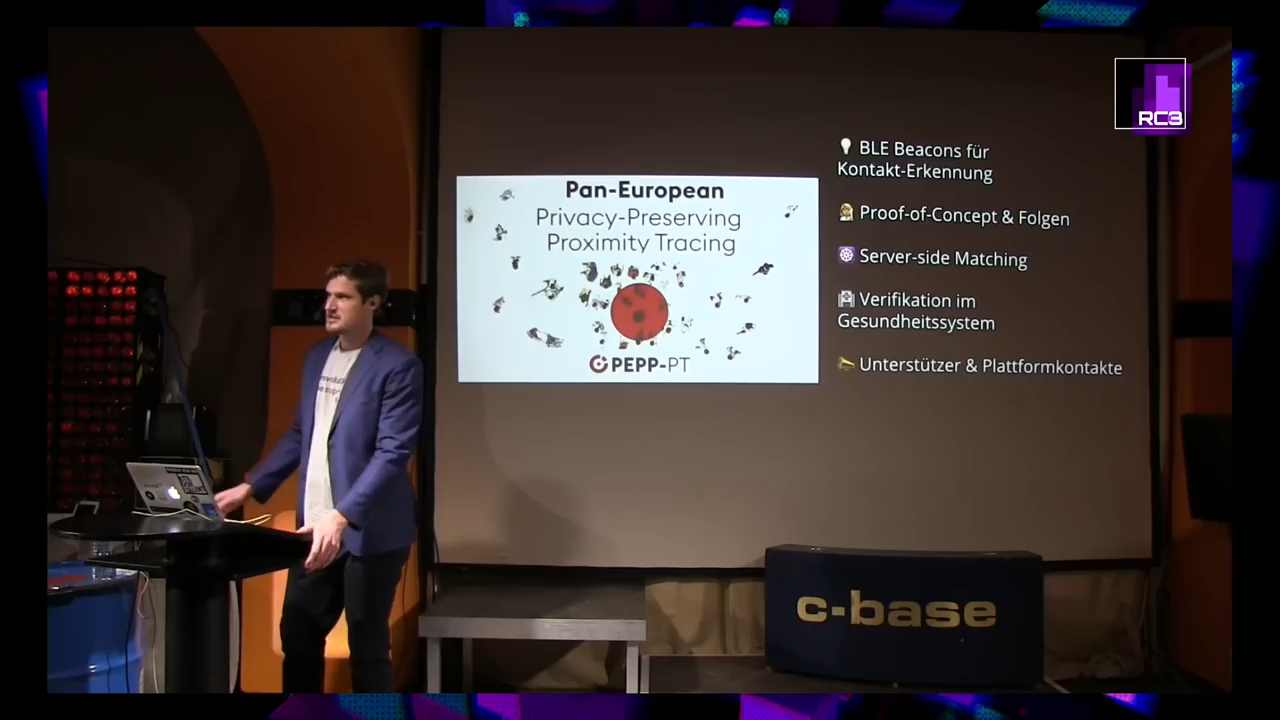 RC3
Pan-European
Privacy-Preserving
Proximity Tracing
PEPP-PT
BLE Beacons für
Kontakt-Erkennung
Proof-of-Concept & Folgen
Server-side Matching
Verifikation im
Gesundheitssystem
Unterstützer & Plattformkontakte
c-base